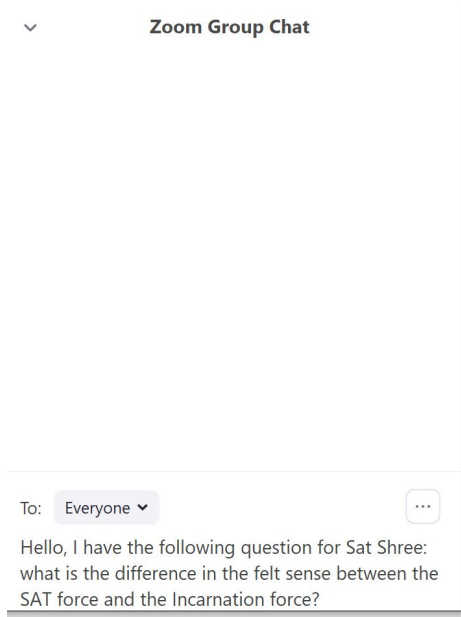 Zoom Group Chat
To: Everyone
Hello, I have the following question for Sat Shree:
what is the difference in the felt sense between the
SAT force and the Incarnation force?